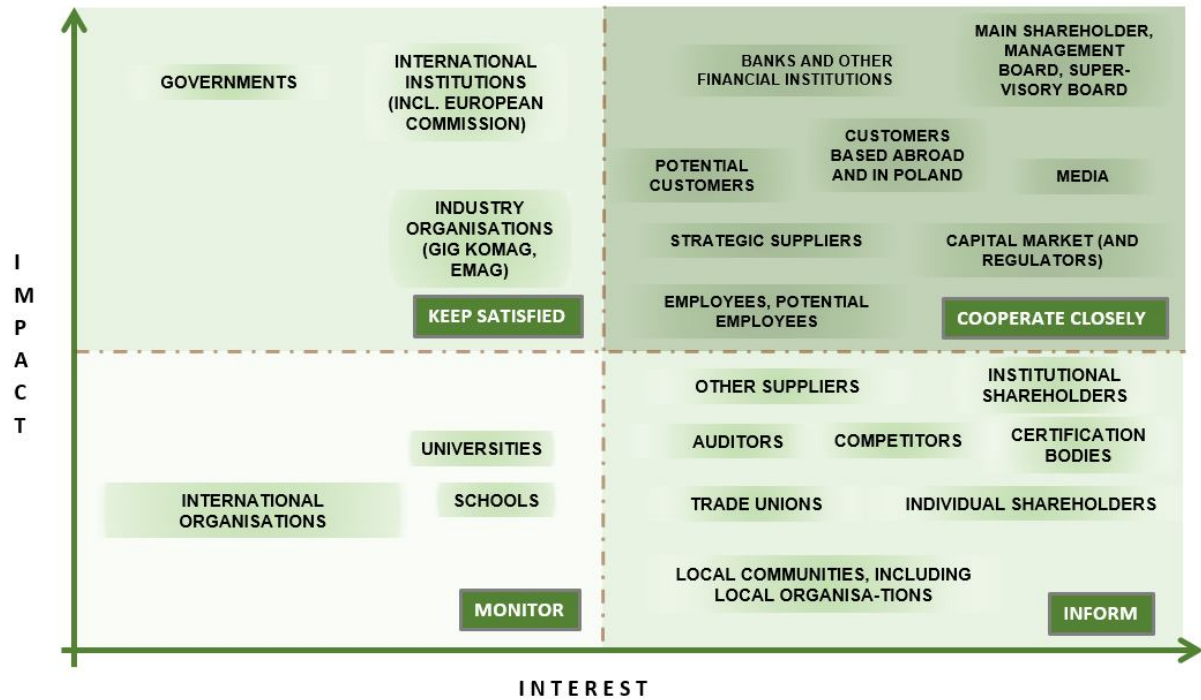 GOVERNMENTS
INTERNATIONAL
INSTITUTIONS
(INCL. EUROPEAN
COMMISSION)
INDUSTRY
ORGANISATIONS
(GIG KOMAG,
EMAG)
KEEP SATISFIED
BANKS AND OTHER
FINANCIAL INSTITUTIONS
MAIN SHAREHOLDER,
MANAGEMENT
BOARD, SUPER-
VISORY BOARD
POTENTIAL
CUSTOMERS
CUSTOMERS
BASED ABROAD
AND IN POLAND
MEDIA
STRATEGIC SUPPLIERS
CAPITAL MARKET (AND
REGULATORS)
EMPLOYEES, POTENTIAL
EMPLOYEES
COOPERATE CLOSELY
UNIVERSITIES
INTERNATIONAL
ORGANISATIONS
SCHOOLS
MONITOR
OTHER SUPPLIERS
INSTITUTIONAL
SHAREHOLDERS
AUDITORS
COMPETITORS
CERTIFICATION
BODIES
TRADE UNIONS
INDIVIDUAL SHAREHOLDERS
LOCAL COMMUNITIES, INCLUDING
LOCAL ORGANISA-TIONS
INFORM
IMPACT
INTEREST